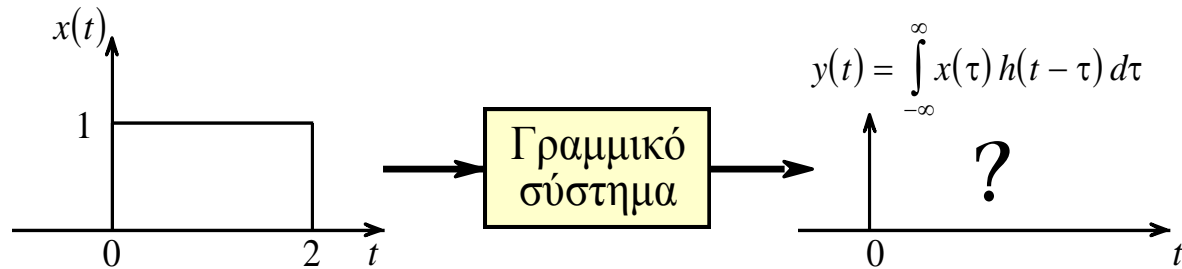 x(t)
1
0
2
t
Γραμμικό
σύστημα
y(t) = ∫_{−∞}^{∞} x(τ) h(t − τ) dτ
?
0
t